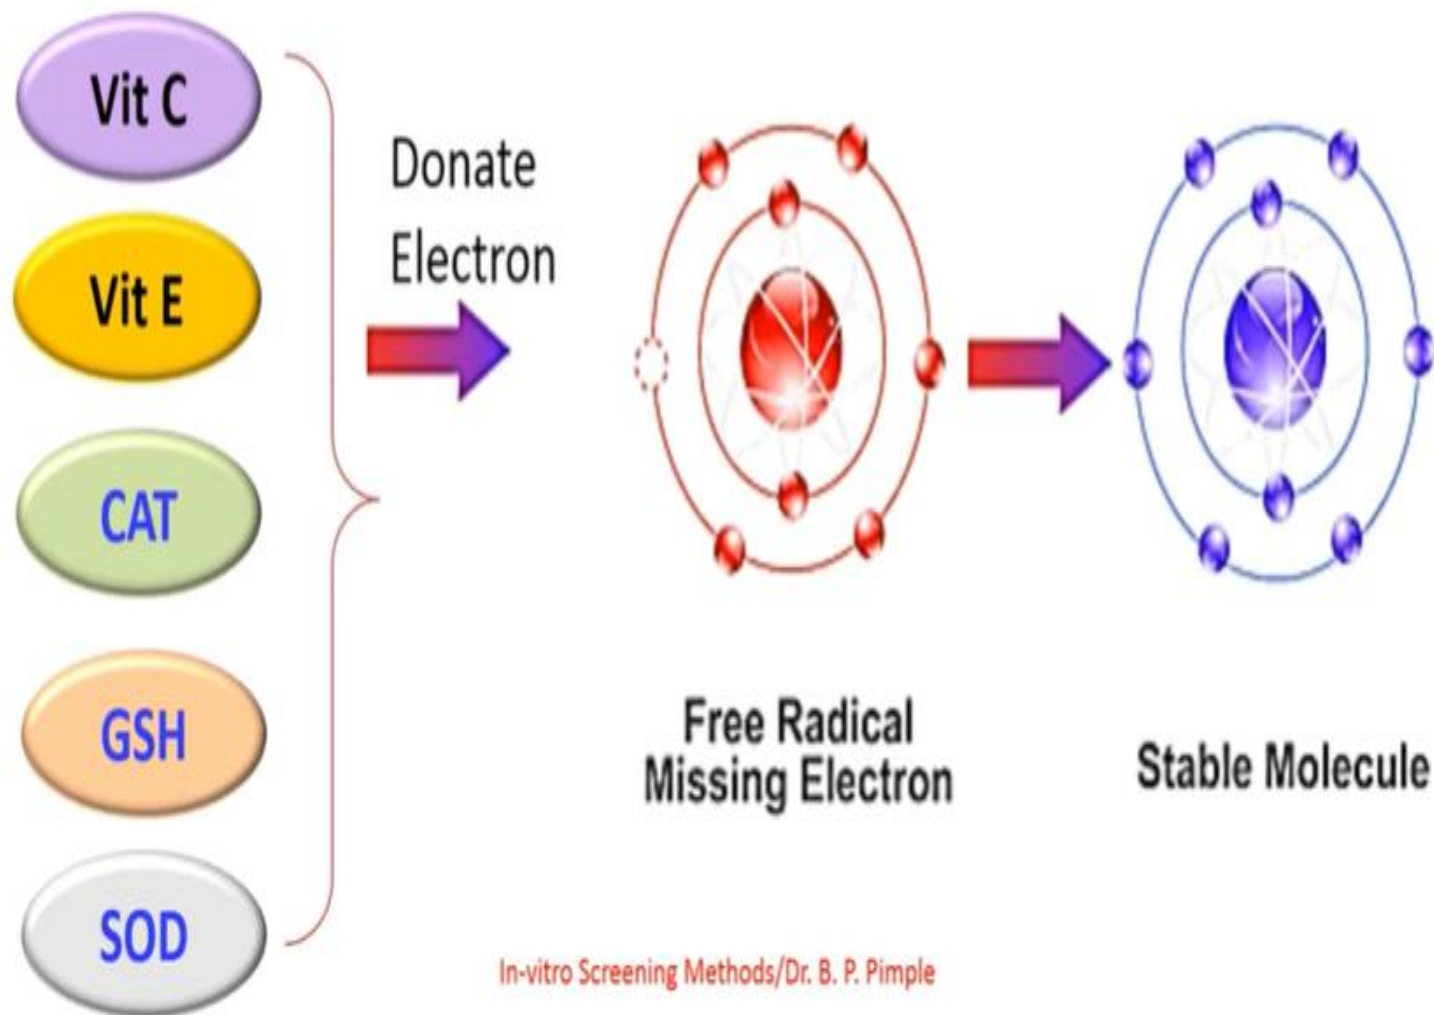 Vit C
Vit E
CAT
GSH
SOD
Donate
Electron
Free Radical
Missing Electron
Stable Molecule
In-vitro Screening Methods/Dr. B. P. Pimple